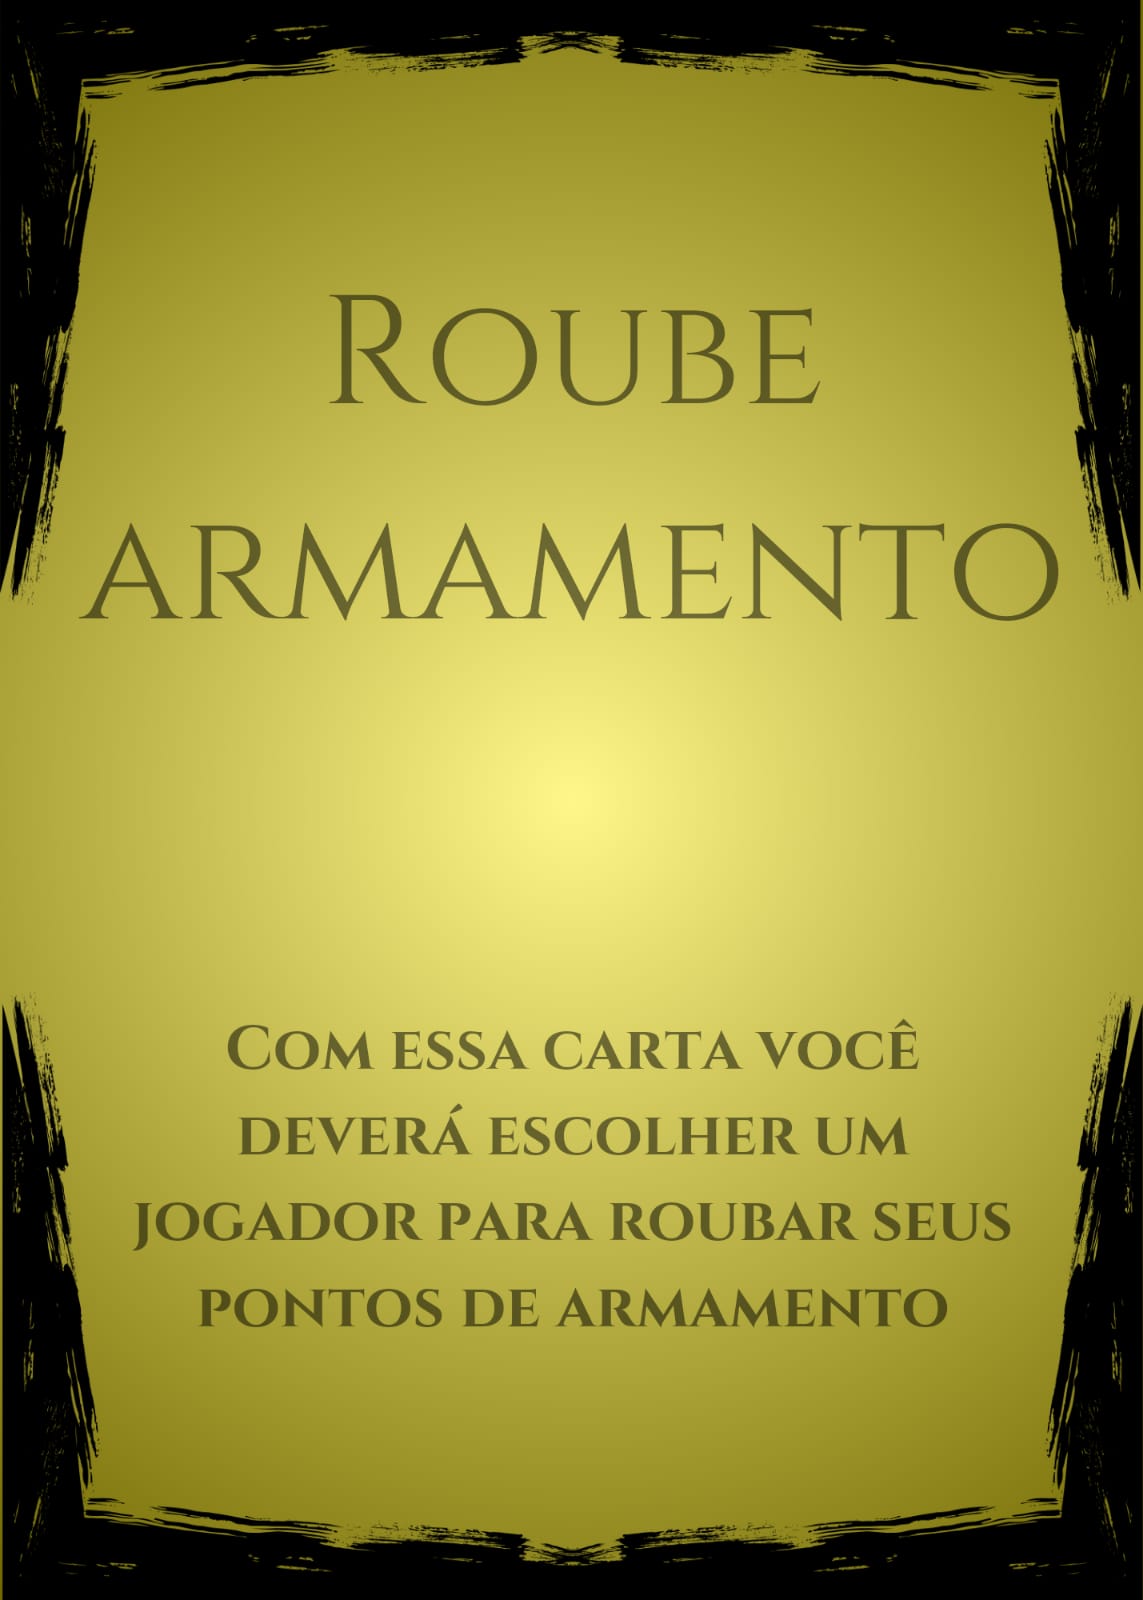 Roube
armamento
Com essa carta você
deverá escolher um
jogador para roubar seus
pontos de armamento